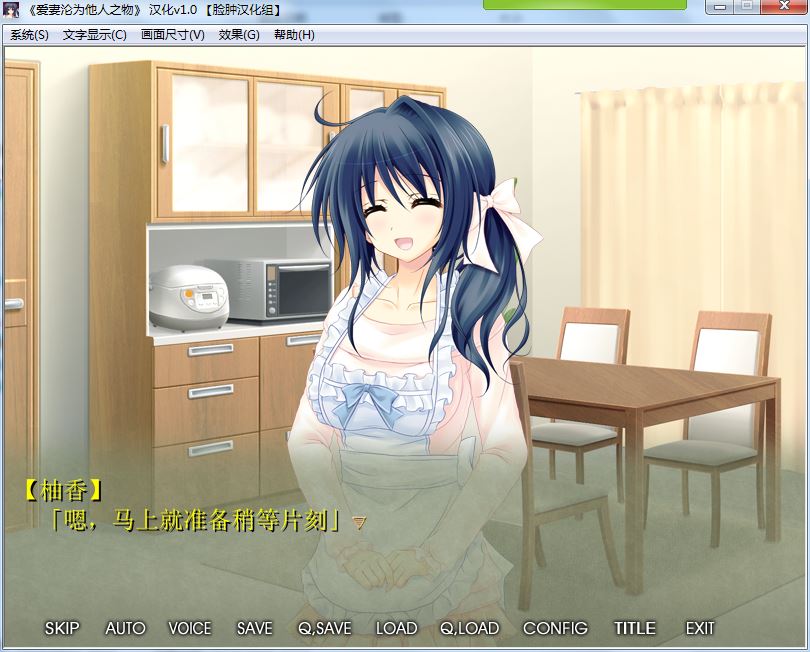 《爱妻沦为他人之物》 汉化v1.0 【脸肿汉化组】
系统(S) 文字显示(C) 画面尺寸(V) 效果(G) 帮助(H)
【柚香】
「嗯，马上就准备稍等片刻」
SKIP AUTO VOICE SAVE Q,SAVE LOAD Q,LOAD CONFIG TITLE EXIT